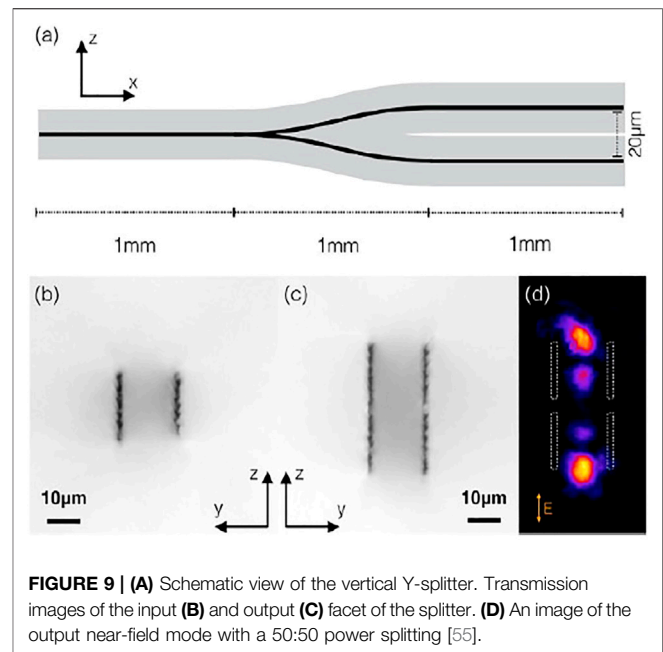 (a)
z
x
20μm
1mm
1mm
1mm
(b)
(c)
(d)
z
z
10μm
y
y
10μm
E
FIGURE 9 | (A) Schematic view of the vertical Y-splitter. Transmission
images of the input (B) and output (C) facet of the splitter. (D) An image of the
output near-field mode with a 50:50 power splitting [55].